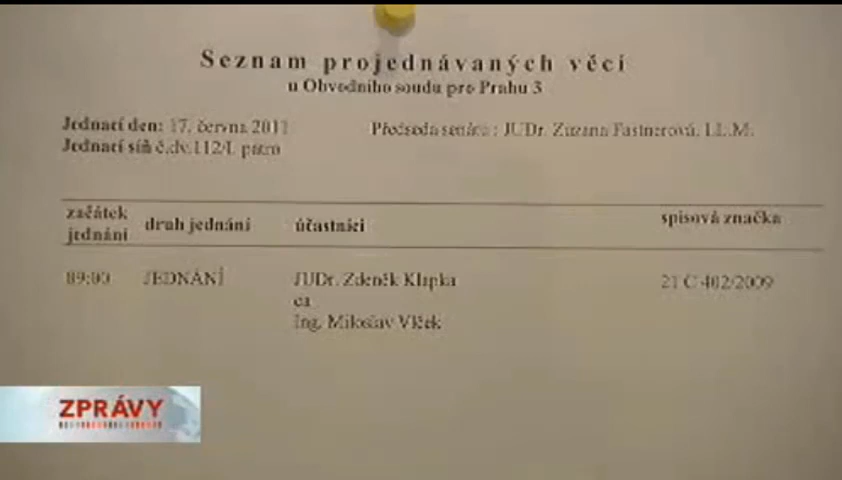 Seznam projednávaných věcí
u Obvodního soudu pro Prahu 3
Jednací den: 17. června 2011 Předseda senátu : JUDr. Zuzana Fastnerová, LL.M.
Jednací síň č.dv.112/I. patro
začátek jednání druh jednání účastníci spisová značka
09:00 JEDNÁNÍ JUDr. Zdeněk Klapka 21 C 402/2009
ca
Ing. Miloslav Vlček
ZPRÁVY